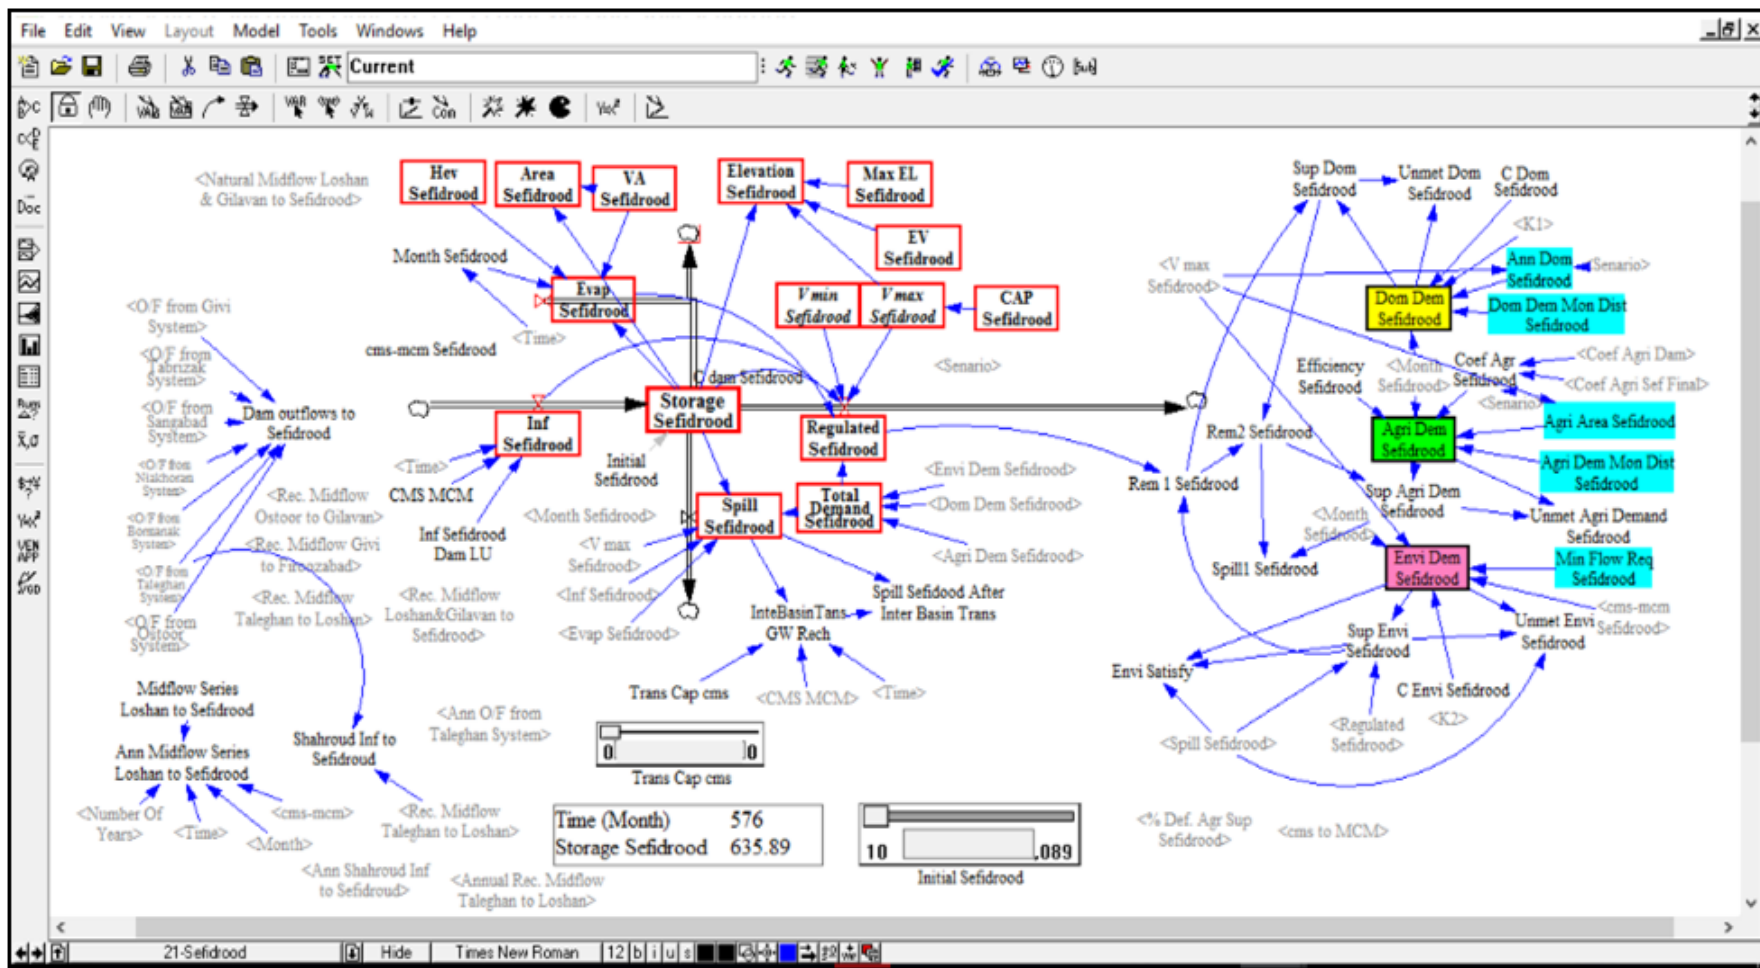 File Edit View Layout Model Tools Windows Help
Current
Doc
<Natural Midflow Loshan
& Gilavan to Sefidrood>
Hev
Sefidrood
Area
Sefidrood
VA
Sefidrood
Elevation
Sefidrood
Max EL
Sefidrood
EV
Sefidrood
Month Sefidrood
Evap
Sefidrood
Vmin
Sefidrood
Vmax
Sefidrood
CAP
Sefidrood
<Time>
cms-mcm Sefidrood
C dam Sefidrood
<Senario>
Storage
Sefidrood
Inf
Sefidrood
Regulated
Sefidrood
Initial
Sefidrood
<Time>
CMS MCM
Inf Sefidrood
Dam LU
<Month Sefidrood>
Spill
Sefidrood
Total
Demand
Sefidrood
<Envi Dem Sefidrood>
<Dom Dem Sefidrood>
<Agri Dem Sefidrood>
<V max
Sefidrood>
<Inf Sefidrood>
<Evap Sefidrood>
Spill Sefidood After
Inter Basin Trans
InteBasinTans
GW Rech
Trans Cap cms
<CMS MCM>
<Time>
<O/F from Givi
System>
<O/F from
Tabrizak
System>
<O/F from
Sangabad
System>
<O/F from
Niakhoran
System>
<O/F from
Bormanak
System>
<O/F from
Taleghan
System>
<O/F from
Ostoor
System>
Dam outflows to
Sefidrood
<Rec. Midflow
Ostoor to Gilavan>
<Rec. Midflow Givi
to Firoozabad>
<Rec. Midflow
Taleghan to Loshan>
<Rec. Midflow
Loshan&Gilavan to
Sefidrood>
Midflow Series
Loshan to Sefidrood
Ann Midflow Series
Loshan to Sefidrood
<Number Of
Years>
<Time>
<Month>
<cms-mcm>
Shahroud Inf to
Sefidroud
<Rec. Midflow
Taleghan to Loshan>
<Ann O/F from
Taleghan System>
<Ann Shahroud Inf
to Sefidroud>
<Annual Rec. Midflow
Taleghan to Loshan>
0 0
Trans Cap cms
Time (Month) 576
Storage Sefidrood 635.89
10 ,089
Initial Sefidrood
Sup Dom
Sefidrood
Unmet Dom
Sefidrood
C Dom
Sefidrood
<K1>
<V max
Sefidrood>
Ann Dom
Sefidrood
<Senario>
Dom Dem
Sefidrood
Dom Dem Mon Dist
Sefidrood
Efficiency
Sefidrood
<Month
Sefidrood>
Coef Agr
Sefidrood
<Coef Agri Dam>
<Coef Agri Sef Final>
<Senario>
Agri Area Sefidrood
Agri Dem
Sefidrood
Agri Dem Mon Dist
Sefidrood
Rem2 Sefidrood
Rem 1 Sefidrood
Sup Agri Dem
Sefidrood
Unmet Agri Demand
Sefidrood
<Month
Sefidrood>
Spill1 Sefidrood
Envi Dem
Sefidrood
Min Flow Req
Sefidrood
<cms-mcm
Sefidrood>
Unmet Envi
Sefidrood
Sup Envi
Sefidrood
Envi Satisfy
C Envi Sefidrood
<K2>
<Regulated
Sefidrood>
<Spill Sefidrood>
<% Def. Agr Sup
Sefidrood>
<cms to MCM>
21-Sefidrood Hide Times New Roman 12 b i u s